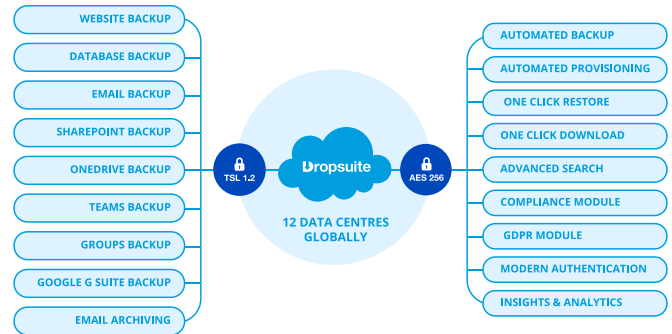 WEBSITE BACKUP
DATABASE BACKUP
EMAIL BACKUP
SHAREPOINT BACKUP
ONEDRIVE BACKUP
TEAMS BACKUP
GROUPS BACKUP
GOOGLE G SUITE BACKUP
EMAIL ARCHIVING
TSL 1.2
Dropsuite
12 DATA CENTRES
GLOBALLY
AES 256
AUTOMATED BACKUP
AUTOMATED PROVISIONING
ONE CLICK RESTORE
ONE CLICK DOWNLOAD
ADVANCED SEARCH
COMPLIANCE MODULE
GDPR MODULE
MODERN AUTHENTICATION
INSIGHTS & ANALYTICS